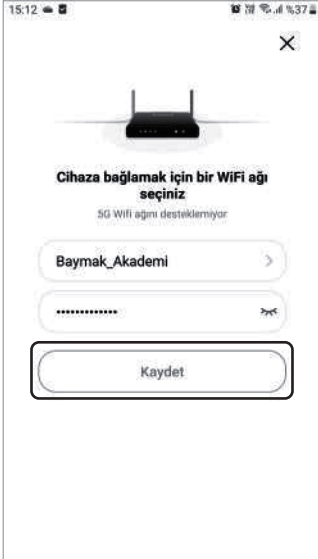 15:12 %37
Cihaza bağlamak için bir WiFi ağı
seçiniz
5G Wifi ağını desteklemiyor
Baymak_Akademi
•••••••••••••
Kaydet